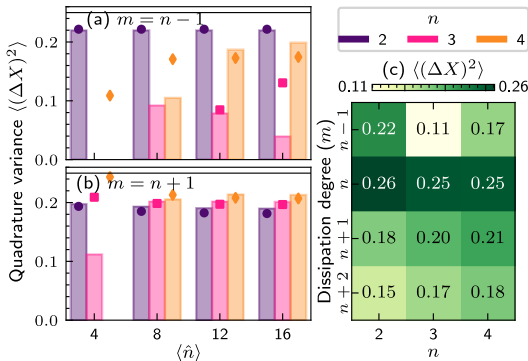 n
2
3
4
(a) m = n − 1
0.2
0.1
0.0
(b) m = n + 1
0.2
0.1
0.0
4
8
12
16
⟨n̂⟩
Quadrature variance ⟨(ΔX)²⟩
(c) ⟨(ΔX)²⟩
0.11
0.26
Dissipation degree (m)
n − 1
n
n + 1
n + 2
0.22 0.11 0.17
0.26 0.25 0.25
0.18 0.20 0.21
0.15 0.17 0.18
2
3
4
n